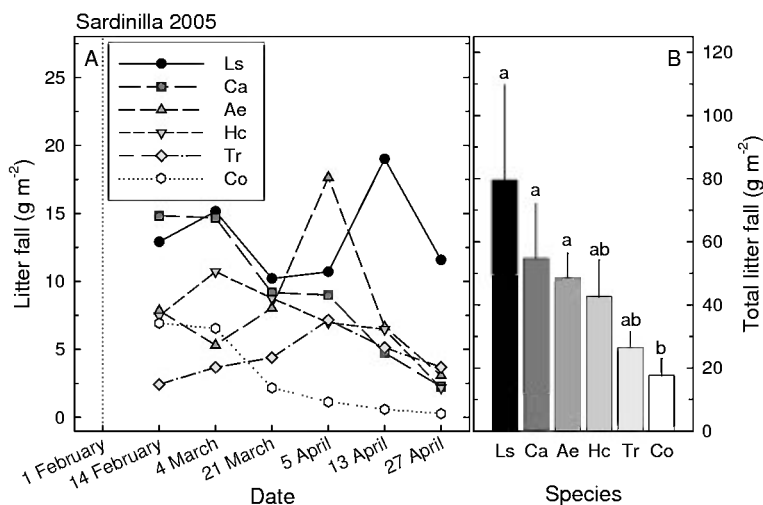 Sardinilla 2005
A
Ls
Ca
Ae
Hc
Tr
Co
Litter fall (g m-2)
25
20
15
10
5
0
1 February
14 February
4 March
21 March
5 April
13 April
27 April
Date
B
a
a
a
ab
ab
b
120
100
80
60
40
20
0
Total litter fall (g m-2)
Ls Ca Ae Hc Tr Co
Species